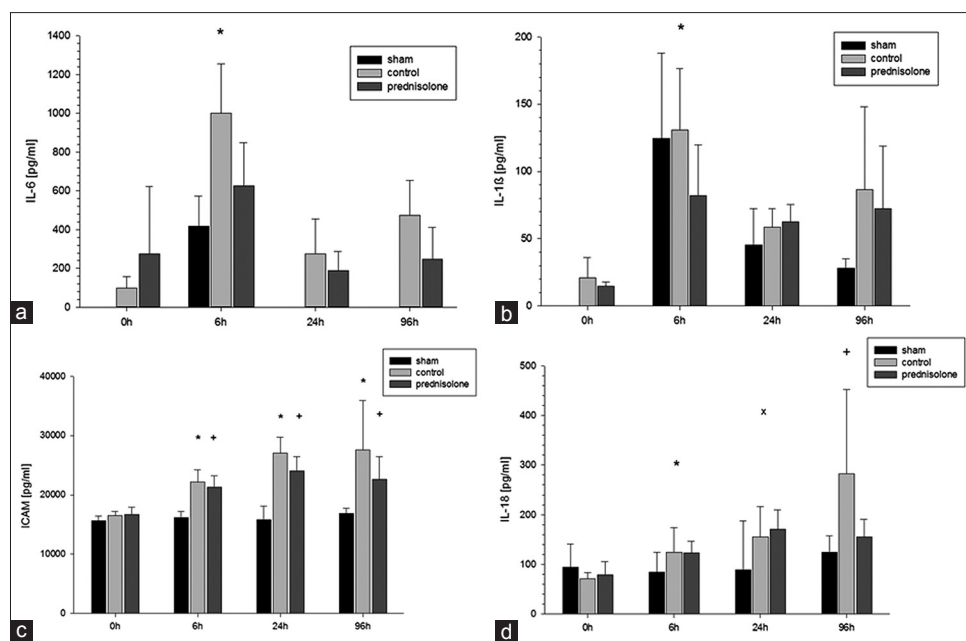 1400
1200
1000
800
600
400
200
0
IL-6 [pg/ml]
*
sham
control
prednisolone
0h 6h 24h 96h
a
200
150
100
50
0
IL-1ß [pg/ml]
*
sham
control
prednisolone
0h 6h 24h 96h
b
40000
30000
20000
10000
0
ICAM [pg/ml]
sham
control
prednisolone
* + * + * +
0h 6h 24h 96h
c
500
400
300
200
100
0
IL-18 [pg/ml]
sham
control
prednisolone
* x +
0h 6h 24h 96h
d